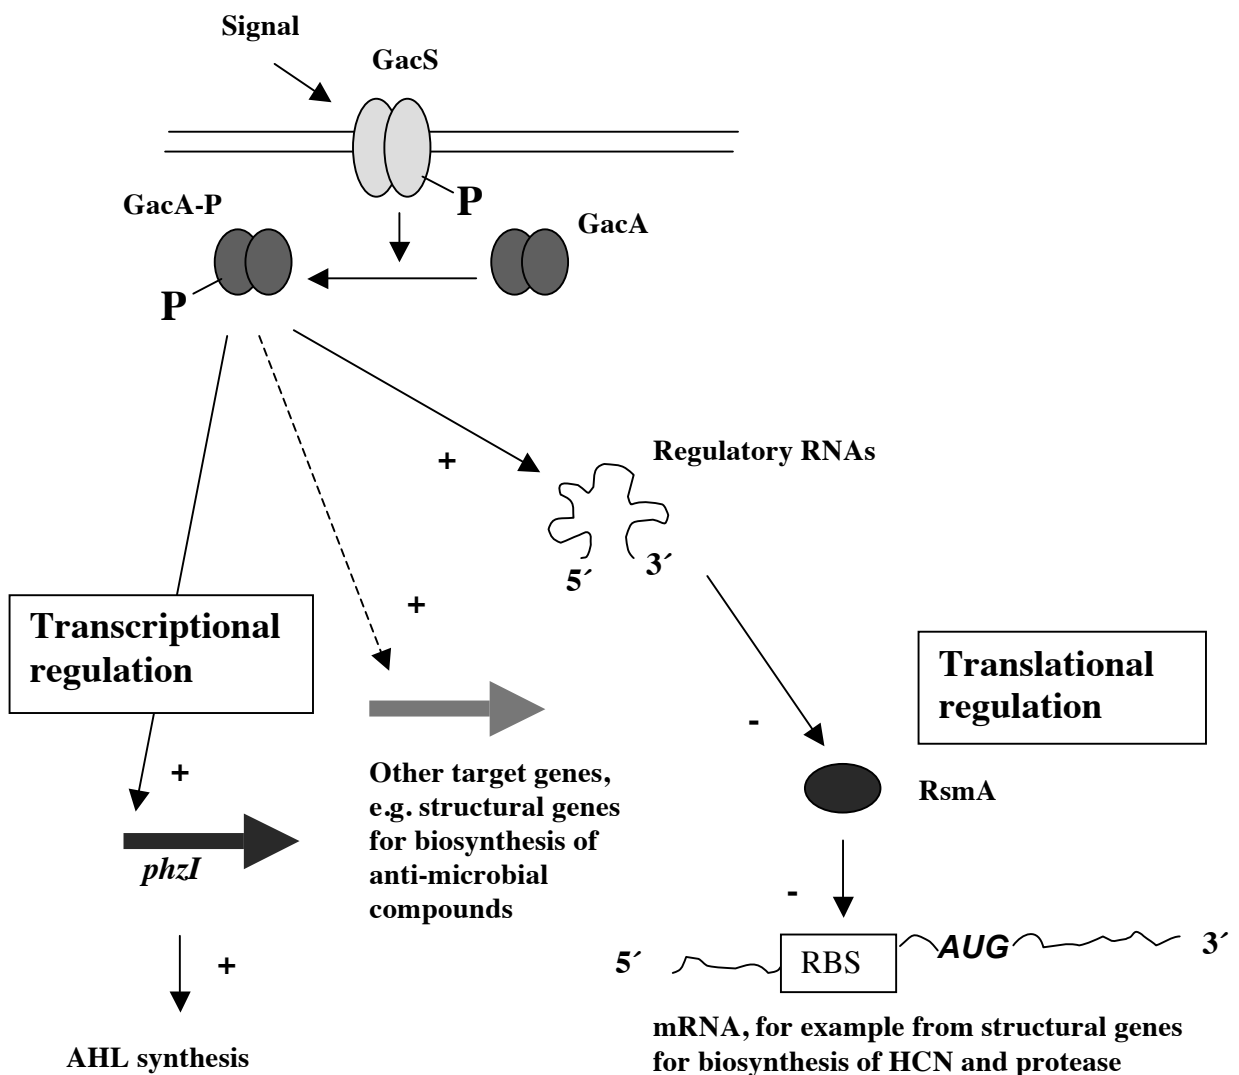 Signal
GacS
P
GacA-P
GacA
P
Regulatory RNAs
+
5´
3´
+
Transcriptional
regulation
Translational
regulation
-
+
Other target genes,
e.g. structural genes
for biosynthesis of
anti-microbial
compounds
RsmA
phzI
-
+
5´
RBS
AUG
3´
AHL synthesis
mRNA, for example from structural genes
for biosynthesis of HCN and protease